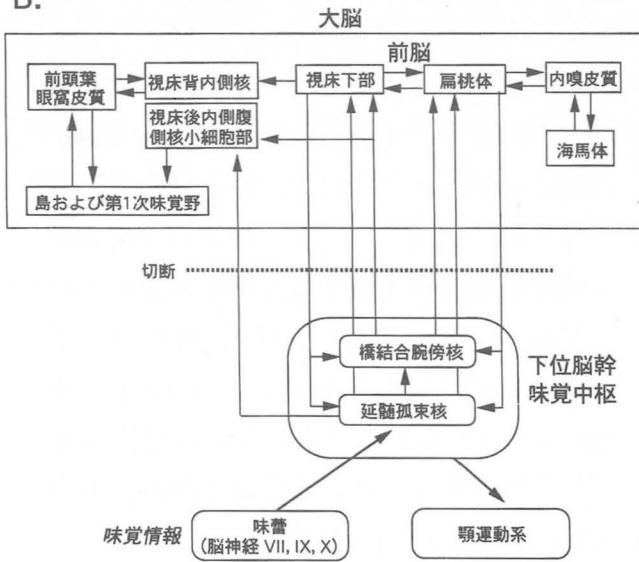 B.
大脳
前脳
前頭葉
眼窩皮質
視床背内側核
視床下部
扁桃体
内嗅皮質
視床後内側腹
側核小細胞部
海馬体
島および第1次味覚野
切断
橋結合腕傍核
下位脳幹
味覚中枢
延髄孤束核
味覚情報
味蕾
(脳神経 VII, IX, X)
顎運動系